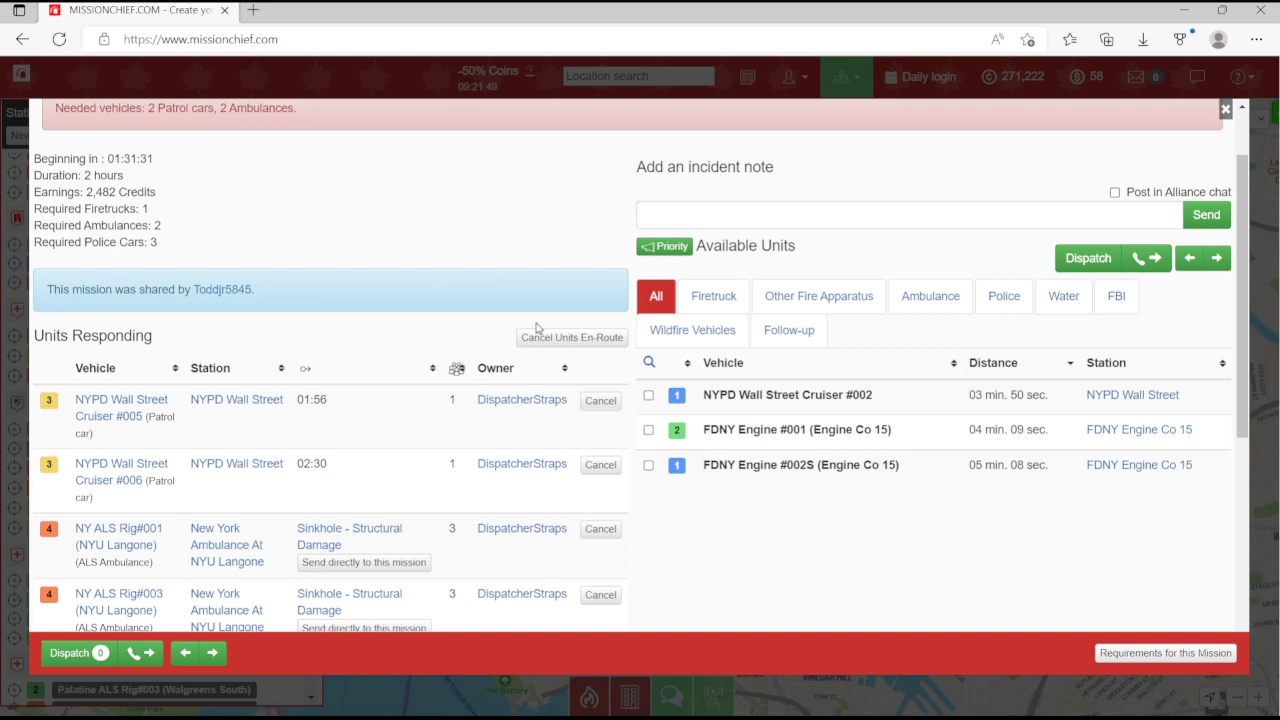 MISSIONCHIEF.COM - Create yo
https://www.missionchief.com
-50% Coins
09:21:49
Location search
Daily login
271,222
58
0
Stati
New
Needed vehicles: 2 Patrol cars, 2 Ambulances.
Beginning in : 01:31:31
Duration: 2 hours
Earnings: 2,482 Credits
Required Firetrucks: 1
Required Ambulances: 2
Required Police Cars: 3
This mission was shared by Toddjr5845.
Units Responding
Cancel Units En-Route
Vehicle Station Owner
3 NYPD Wall Street NYPD Wall Street 01:56 1 DispatcherStraps Cancel
Cruiser #005 (Patrol
car)
3 NYPD Wall Street NYPD Wall Street 02:30 1 DispatcherStraps Cancel
Cruiser #006 (Patrol
car)
4 NY ALS Rig#001 New York Sinkhole - Structural 3 DispatcherStraps Cancel
(NYU Langone) Ambulance At Damage
(ALS Ambulance) NYU Langone Send directly to this mission
4 NY ALS Rig#003 New York Sinkhole - Structural 3 DispatcherStraps Cancel
(NYU Langone) Ambulance At Damage
(ALS Ambulance) NYU Langone Send directly to this mission
Add an incident note
Post in Alliance chat
Send
Priority Available Units
Dispatch
All Firetruck Other Fire Apparatus Ambulance Police Water FBI
Wildfire Vehicles Follow-up
Vehicle Distance Station
1 NYPD Wall Street Cruiser #002 03 min. 50 sec. NYPD Wall Street
2 FDNY Engine #001 (Engine Co 15) 04 min. 09 sec. FDNY Engine Co 15
1 FDNY Engine #002S (Engine Co 15) 05 min. 08 sec. FDNY Engine Co 15
Dispatch 0
Requirements for this Mission
2 Palatine ALS Rig#003 (Walgreens South)
The Battery
VINEGAR HILL